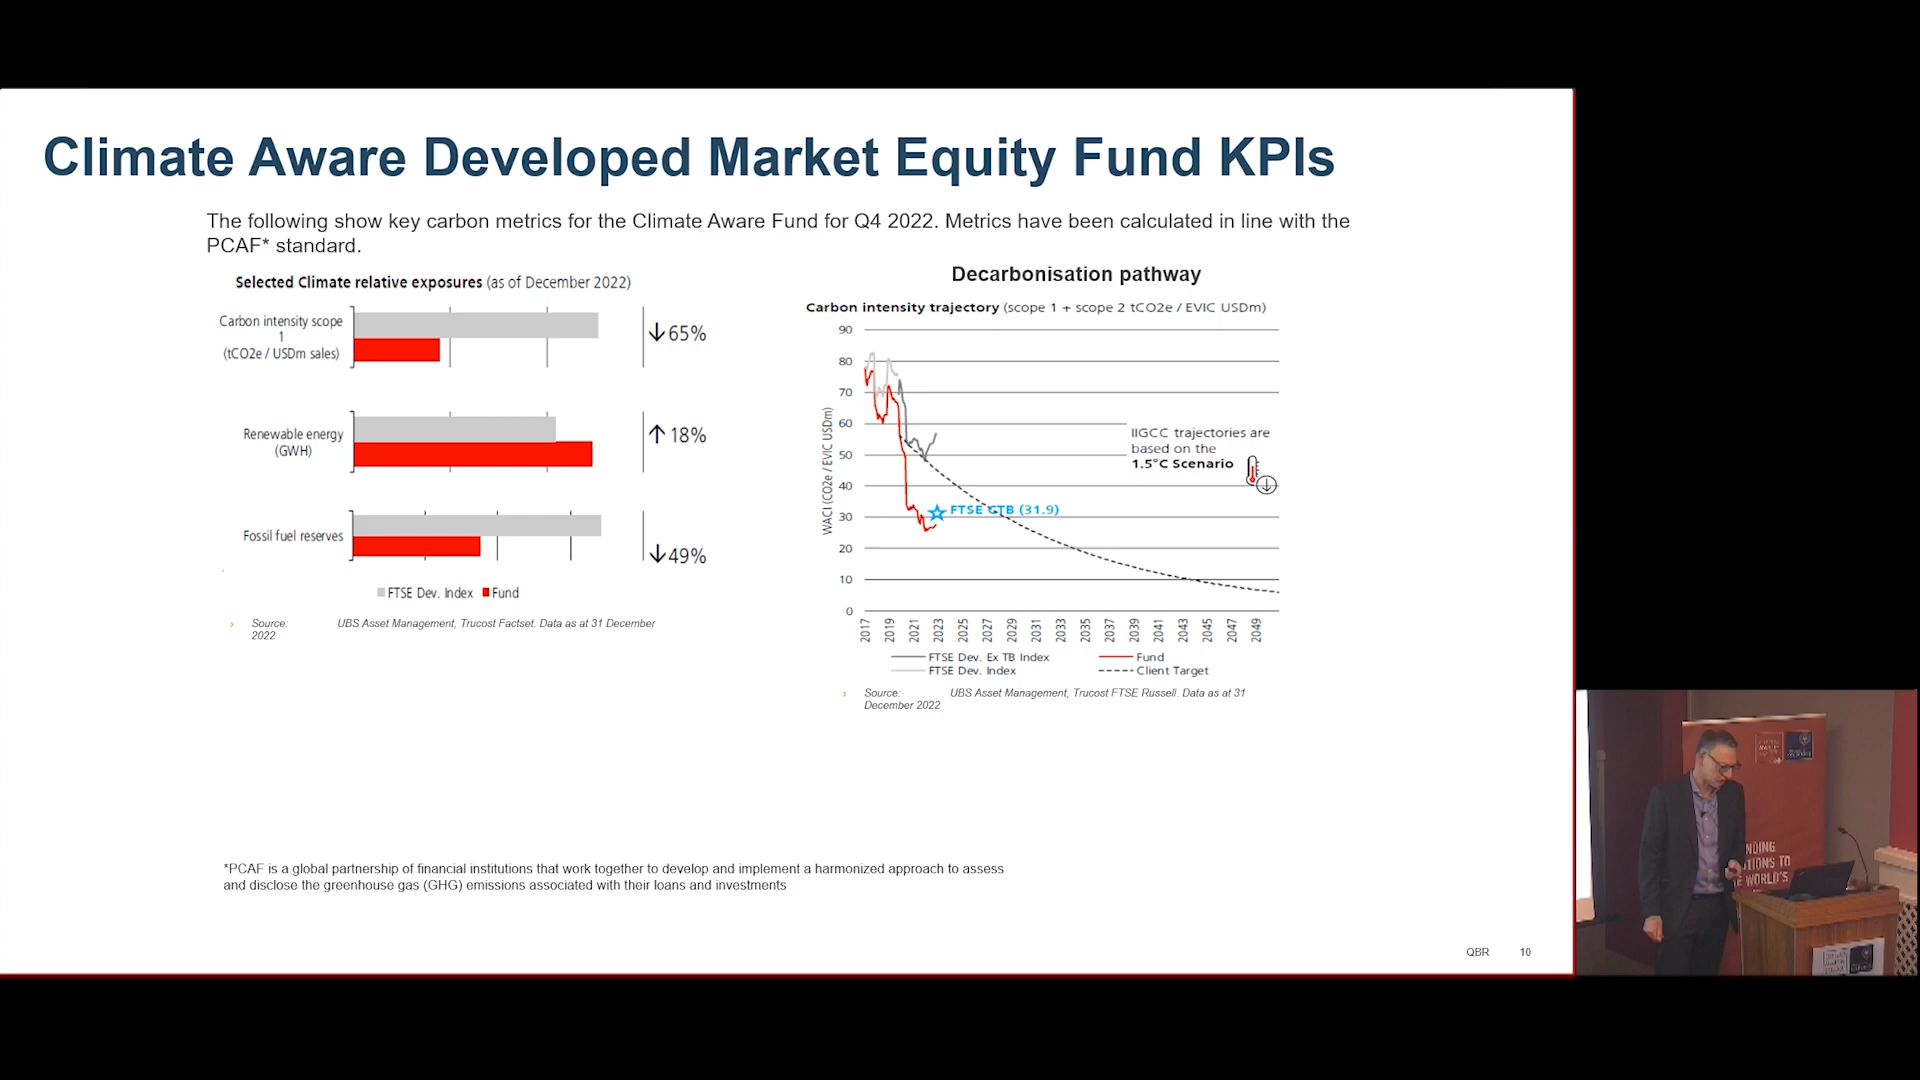 Climate Aware Developed Market Equity Fund KPIs
The following show key carbon metrics for the Climate Aware Fund for Q4 2022. Metrics have been calculated in line with the
PCAF* standard.
Selected Climate relative exposures (as of December 2022)
Carbon intensity scope
1
(tCO2e / USDm sales)
↓65%
Renewable energy
(GWH)
↑18%
Fossil fuel reserves
↓49%
FTSE Dev. Index Fund
› Source: UBS Asset Management, Trucost Factset. Data as at 31 December
2022
Decarbonisation pathway
Carbon intensity trajectory (scope 1 + scope 2 tCO2e / EVIC USDm)
WACI (CO2e / EVIC USDm)
90
80
70
60
50
40
30
20
10
0
IIGCC trajectories are
based on the
1.5°C Scenario
FTSE CTB (31.9)
2017 2019 2021 2023 2025 2027 2029 2031 2033 2035 2037 2039 2041 2043 2045 2047 2049
FTSE Dev. Ex TB Index Fund
FTSE Dev. Index Client Target
› Source: UBS Asset Management, Trucost FTSE Russell. Data as at 31
December 2022
*PCAF is a global partnership of financial institutions that work together to develop and implement a harmonized approach to assess
and disclose the greenhouse gas (GHG) emissions associated with their loans and investments
QBR 10
NDING
TIONS TO
WORLD'S